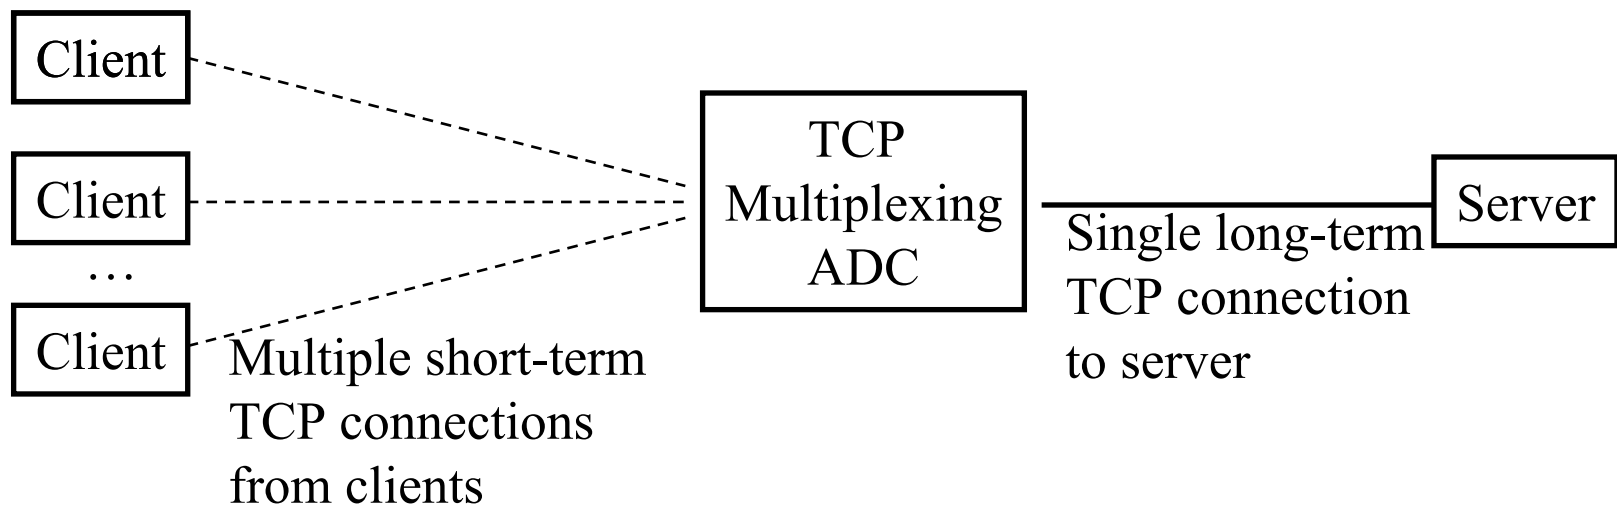 Client
Client
…
Client
Multiple short-term
TCP connections
from clients
TCP
Multiplexing
ADC
Single long-term
TCP connection
to server
Server